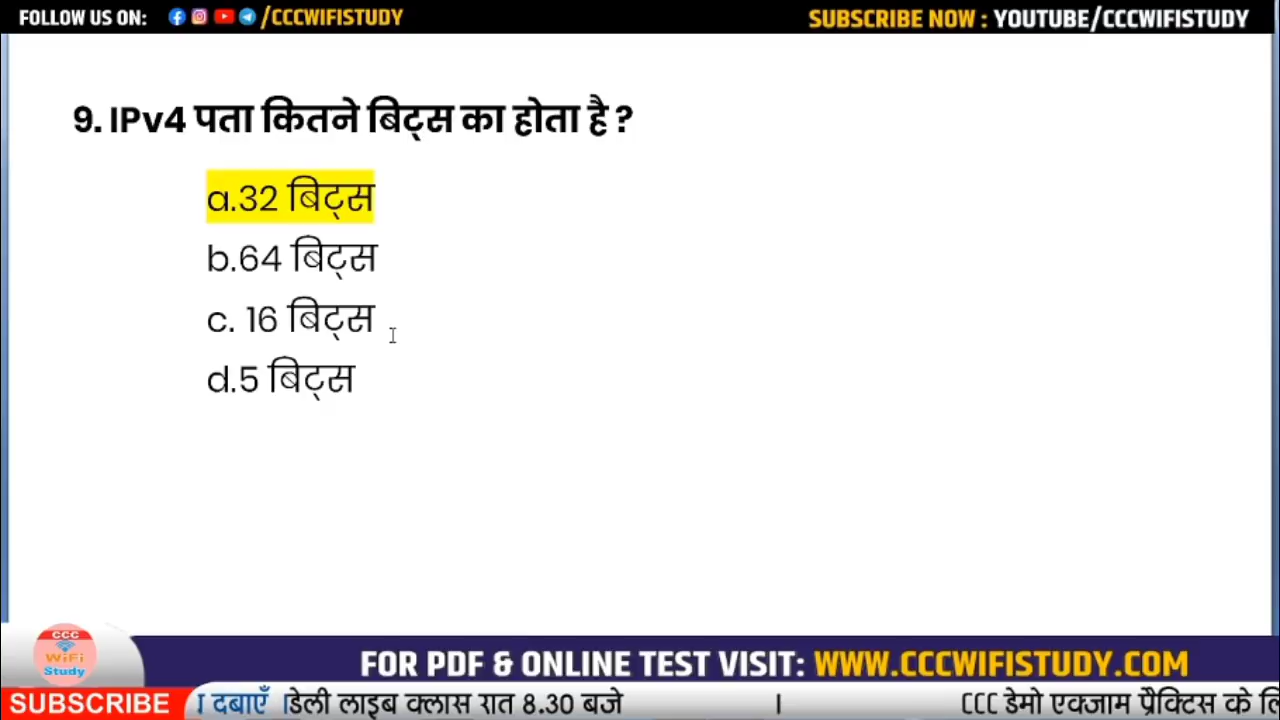 FOLLOW US ON: /CCCWIFISTUDY SUBSCRIBE NOW : YOUTUBE/CCCWIFISTUDY
9. IPv4 पता कितने बिट्स का होता है ?
a.32 बिट्स
b.64 बिट्स
c. 16 बिट्स
d.5 बिट्स
CCC
WiFi
Study
FOR PDF & ONLINE TEST VISIT: WWW.CCCWIFISTUDY.COM
SUBSCRIBE दबाएँ । डेली लाइब क्लास रात 8.30 बजे । CCC डेमो एक्जाम प्रैक्टिस के